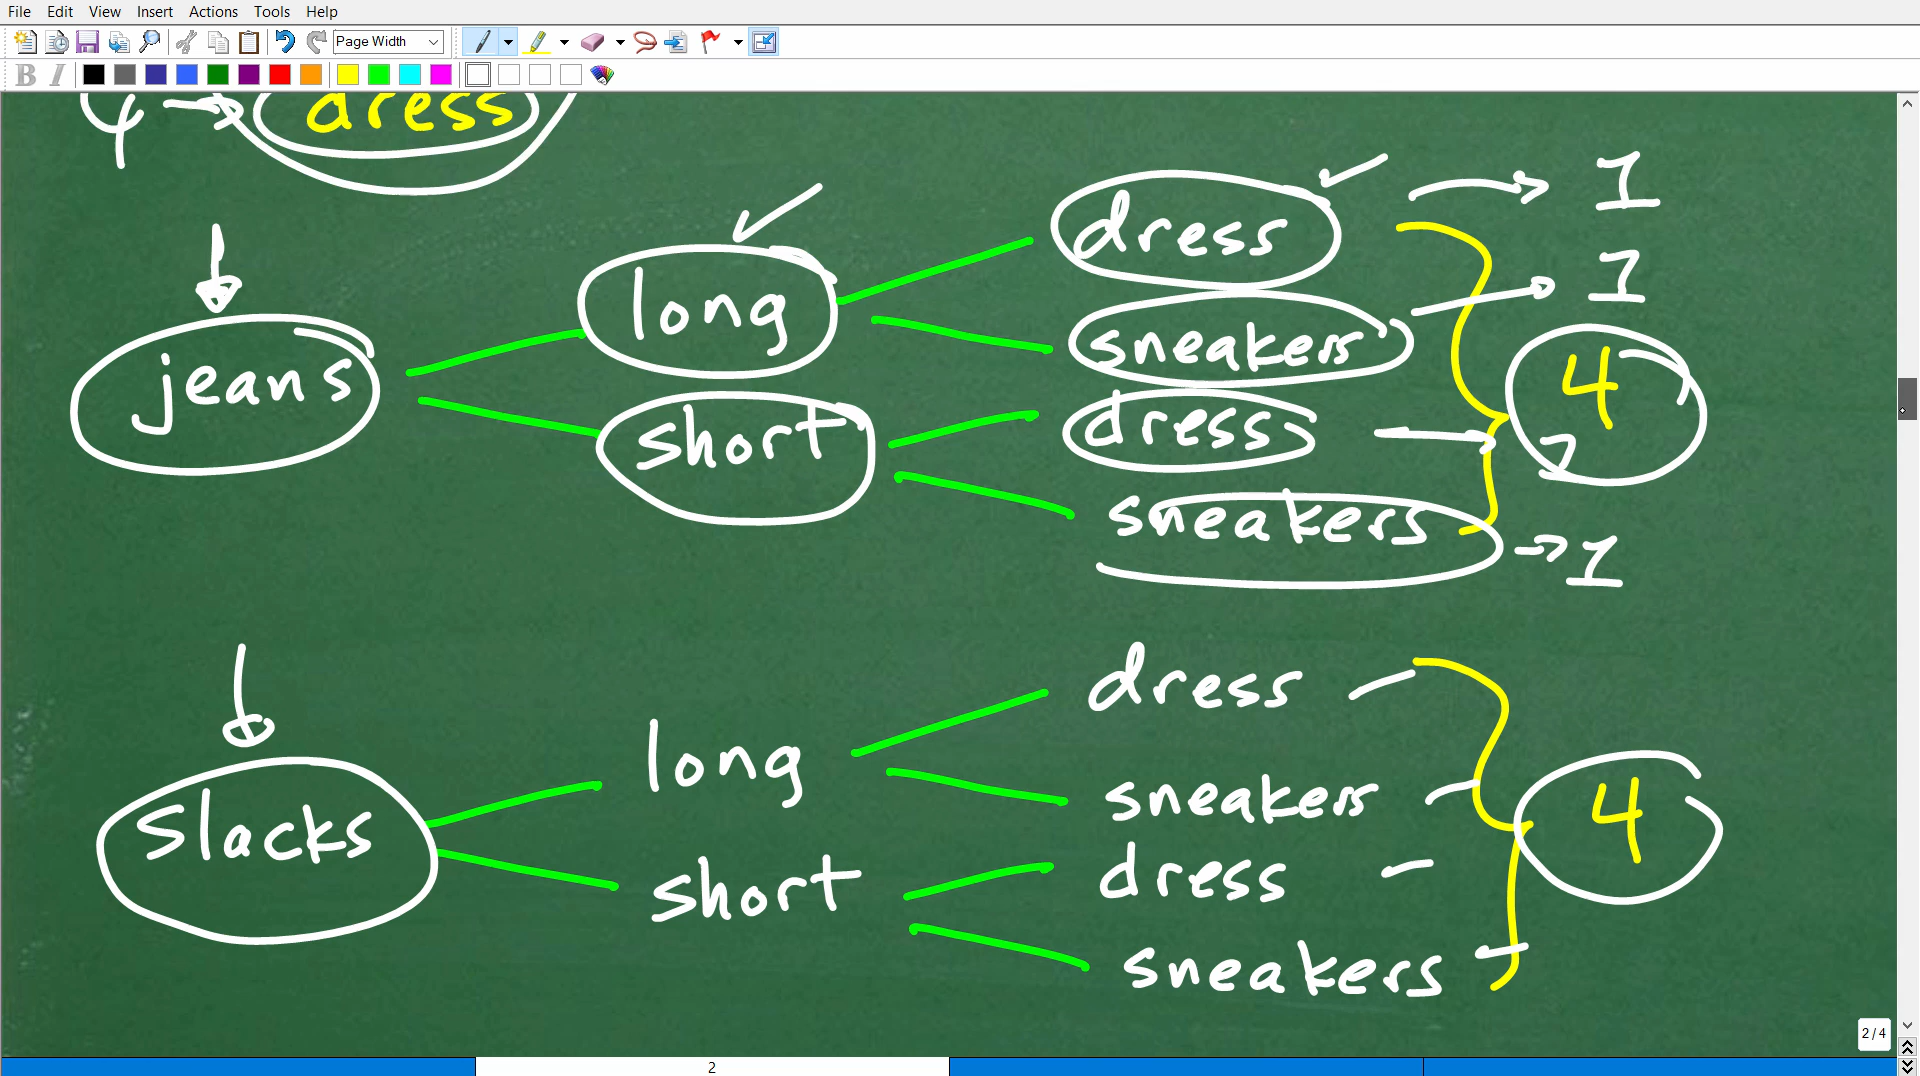 File Edit View Insert Actions Tools Help
Page Width
B I
4 → dress
dress → 1
long
sneakers → 1
jeans
4
short
dress
sneakers → 1
dress
long
sneakers
4
Slacks
short
dress
sneakers
2/4
2